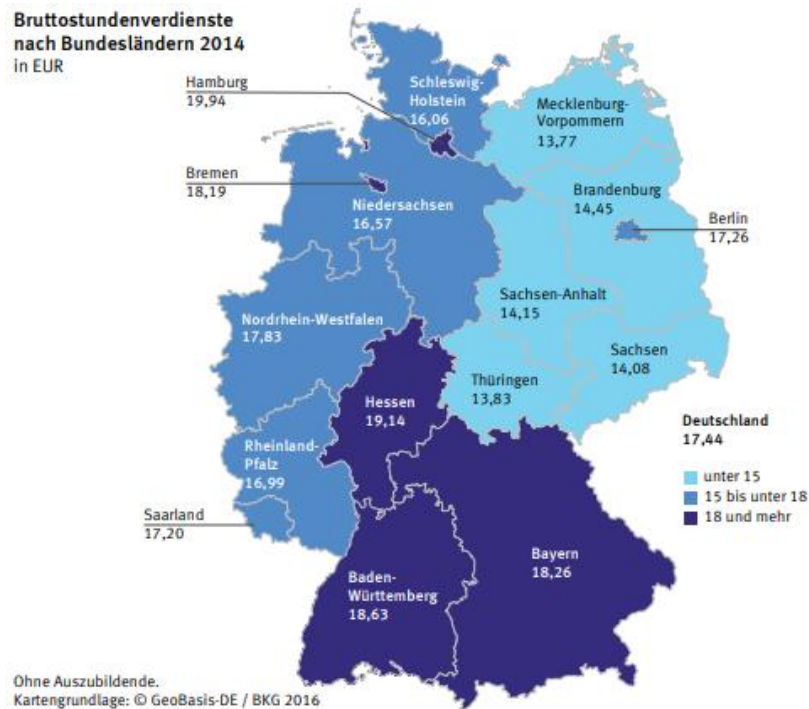 Bruttostundenverdienste
nach Bundesländern 2014
in EUR
Hamburg
19,94
Schleswig-
Holstein
16,06
Mecklenburg-
Vorpommern
13,77
Bremen
18,19
Niedersachsen
16,57
Brandenburg
14,45
Berlin
17,26
Sachsen-Anhalt
14,15
Nordrhein-Westfalen
17,83
Sachsen
14,08
Thüringen
13,83
Hessen
19,14
Rheinland-
Pfalz
16,99
Saarland
17,20
Deutschland
17,44
unter 15
15 bis unter 18
18 und mehr
Bayern
18,26
Baden-
Württemberg
18,63
Ohne Auszubildende.
Kartengrundlage: © GeoBasis-DE / BKG 2016